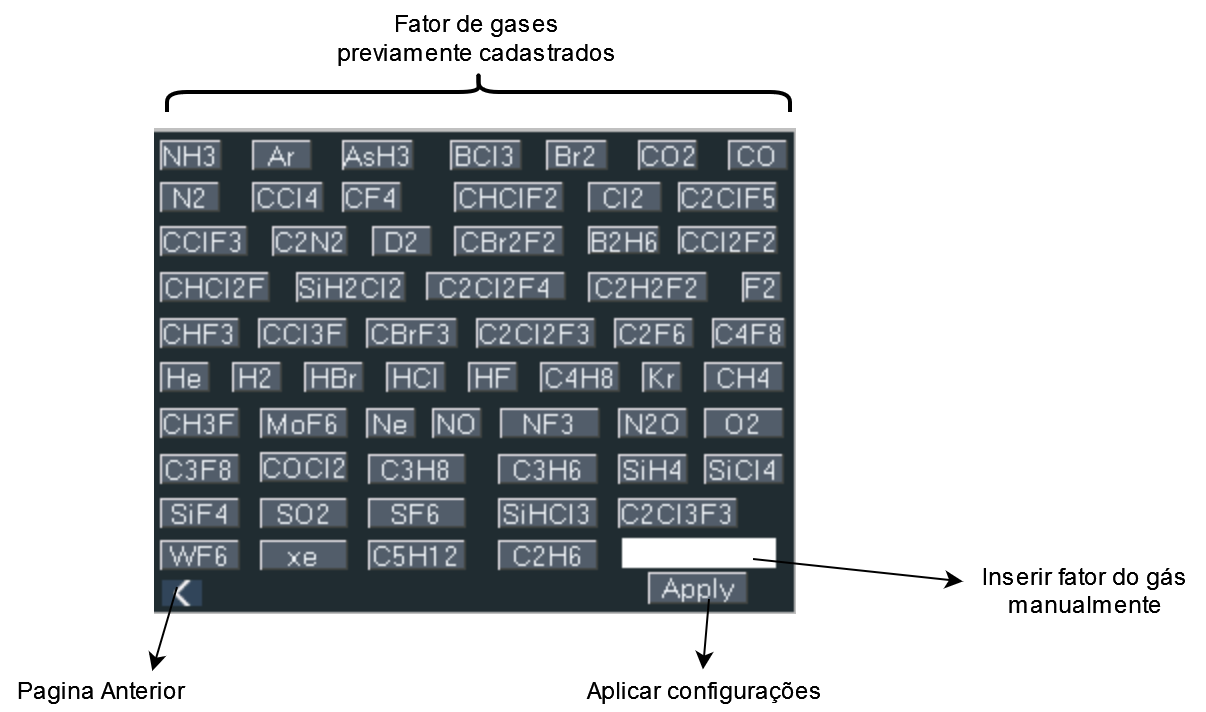 Fator de gases
previamente cadastrados
NH3 Ar AsH3 BCl3 Br2 CO2 CO
N2 CCl4 CF4 CHClF2 Cl2 C2ClF5
CClF3 C2N2 D2 CBr2F2 B2H6 CCl2F2
CHCl2F SiH2Cl2 C2Cl2F4 C2H2F2 F2
CHF3 CCl3F CBrF3 C2Cl2F3 C2F6 C4F8
He H2 HBr HCl HF C4H8 Kr CH4
CH3F MoF6 Ne NO NF3 N2O O2
C3F8 COCl2 C3H8 C3H6 SiH4 SiCl4
SiF4 SO2 SF6 SiHCl3 C2Cl3F3
WF6 xe C5H12 C2H6
Apply
Inserir fator do gás
manualmente
Pagina Anterior
Aplicar configurações